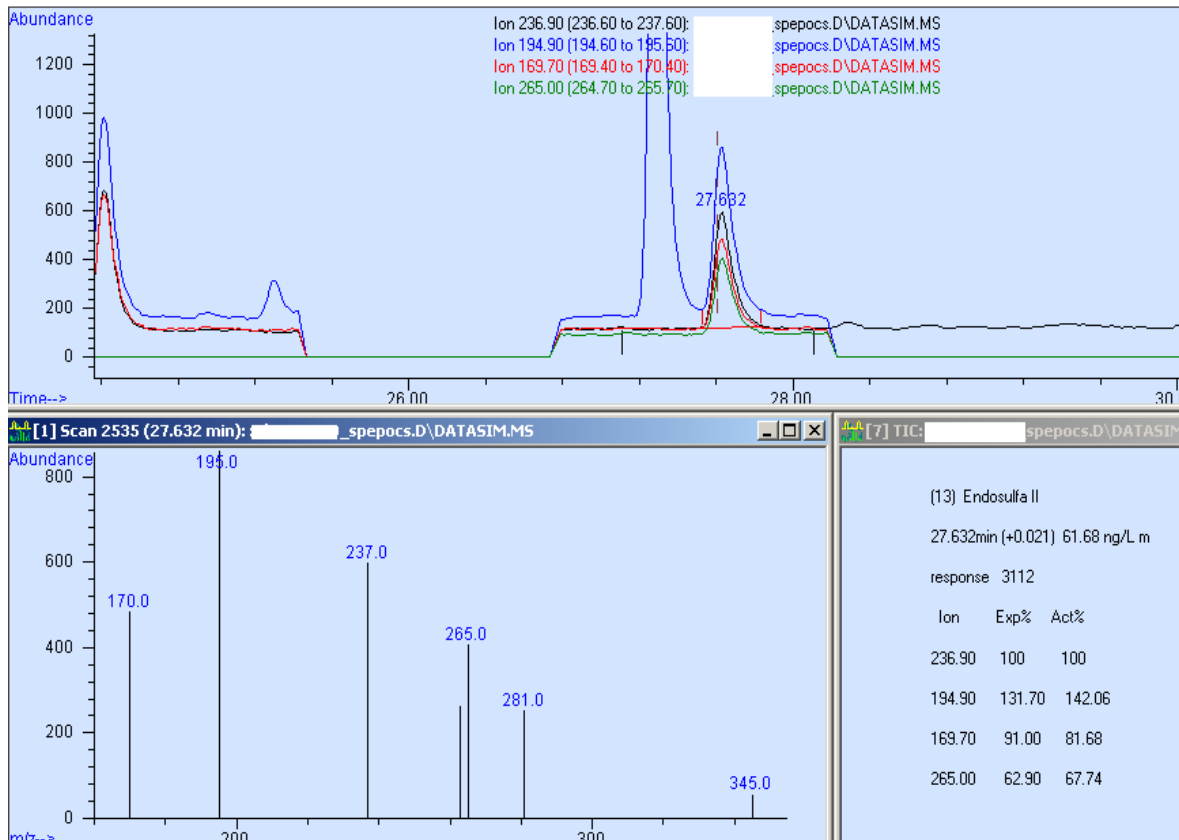 Abundance
Ion 236.90 (236.60 to 237.60): _spepocs.D\DATASIM.MS
Ion 194.90 (194.60 to 195.60): _spepocs.D\DATASIM.MS
Ion 169.70 (169.40 to 170.40): _spepocs.D\DATASIM.MS
Ion 265.00 (264.70 to 265.70): _spepocs.D\DATASIM.MS
1200
1000
800
600
400
200
0
27.632
Time-->
26.00
28.00
30
[1] Scan 2535 (27.632 min): _spepocs.D\DATASIM.MS
Abundance
800
600
400
200
0
195.0
237.0
170.0
265.0
281.0
345.0
m/z-->
200
300
[7] TIC: spepocs.D\DATASIM
(13) Endosulfa II
27.632min (+0.021) 61.68 ng/L m
response 3112
Ion Exp% Act%
236.90 100 100
194.90 131.70 142.06
169.70 91.00 81.68
265.00 62.90 67.74